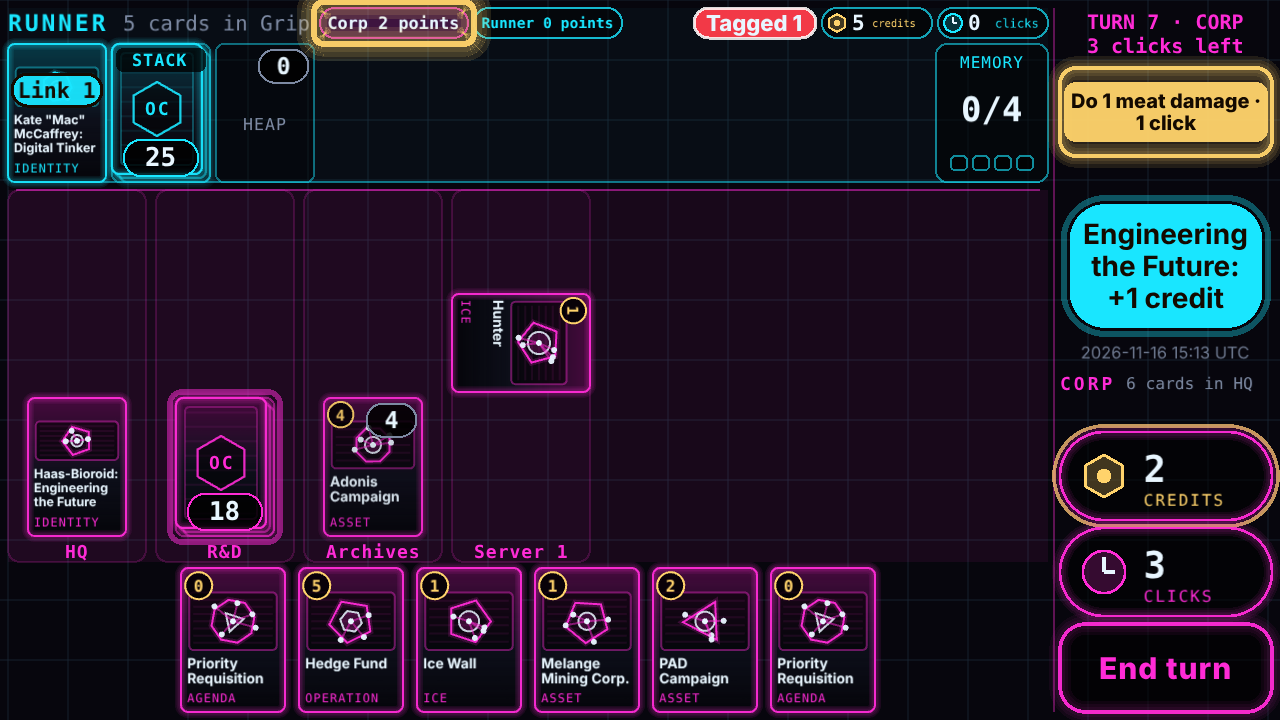 RUNNER 5 cards in Grip
Corp 2 points
Runner 0 points
Tagged 1
5 credits
0 clicks
TURN 7 · CORP
3 clicks left
Link 1
Kate "Mac"
McCaffrey:
Digital Tinker
IDENTITY
STACK
OC
25
0
HEAP
MEMORY
0/4
Do 1 meat damage ·
1 click
Engineering
the Future:
+1 credit
2026-11-16 15:13 UTC
CORP 6 cards in HQ
ICE
Hunter
1
Haas-Bioroid:
Engineering
the Future
IDENTITY
HQ
OC
18
R&D
4
4
Adonis
Campaign
ASSET
Archives
Server 1
2
CREDITS
3
CLICKS
End turn
0
Priority
Requisition
AGENDA
5
Hedge Fund
OPERATION
1
Ice Wall
ICE
1
Melange
Mining Corp.
ASSET
2
PAD
Campaign
ASSET
0
Priority
Requisition
AGENDA